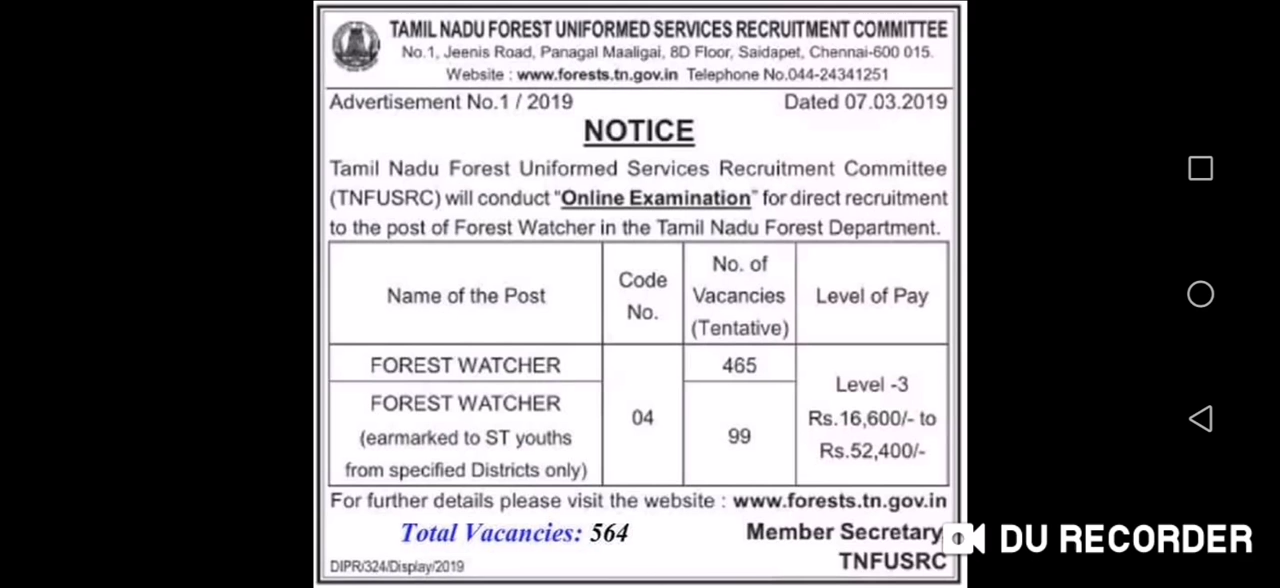 TAMIL NADU FOREST UNIFORMED SERVICES RECRUITMENT COMMITTEE
No.1, Jeenis Road, Panagal Maaligai, 8D Floor, Saidapet, Chennai-600 015.
Website : www.forests.tn.gov.in Telephone No.044-24341251
Advertisement No.1 / 2019 Dated 07.03.2019
NOTICE
Tamil Nadu Forest Uniformed Services Recruitment Committee
(TNFUSRC) will conduct "Online Examination" for direct recruitment
to the post of Forest Watcher in the Tamil Nadu Forest Department.
Name of the Post
Code
No.
No. of
Vacancies
(Tentative)
Level of Pay
FOREST WATCHER
465
FOREST WATCHER
(earmarked to ST youths
from specified Districts only)
04
99
Level -3
Rs.16,600/- to
Rs.52,400/-
For further details please visit the website : www.forests.tn.gov.in
Total Vacancies: 564
Member Secretary
TNFUSRC
DIPR/324/Display/2019
DU RECORDER